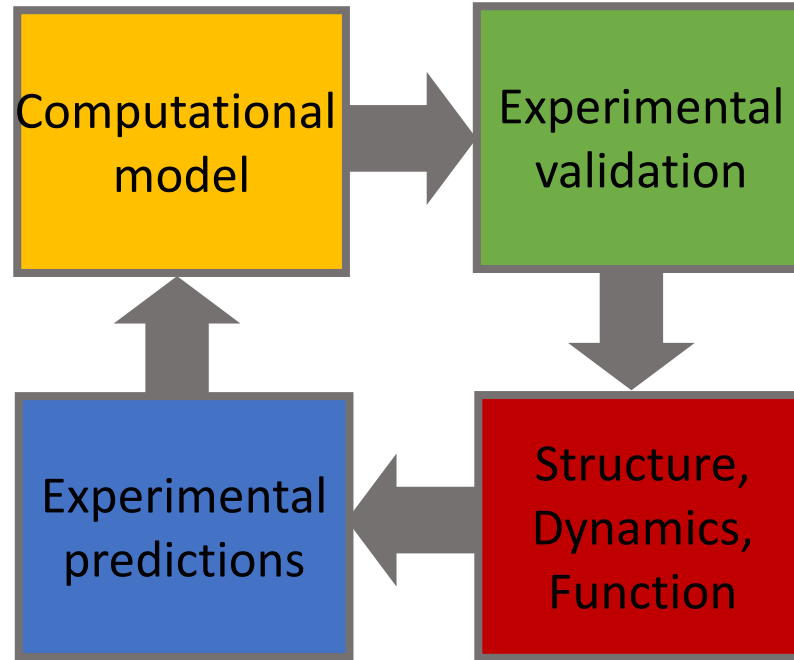 Computational
model
Experimental
validation
Experimental
predictions
Structure,
Dynamics,
Function